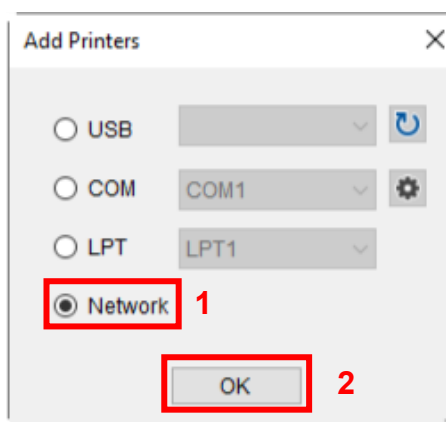 Add Printers
USB
COM COM1
LPT LPT1
Network 1
OK 2